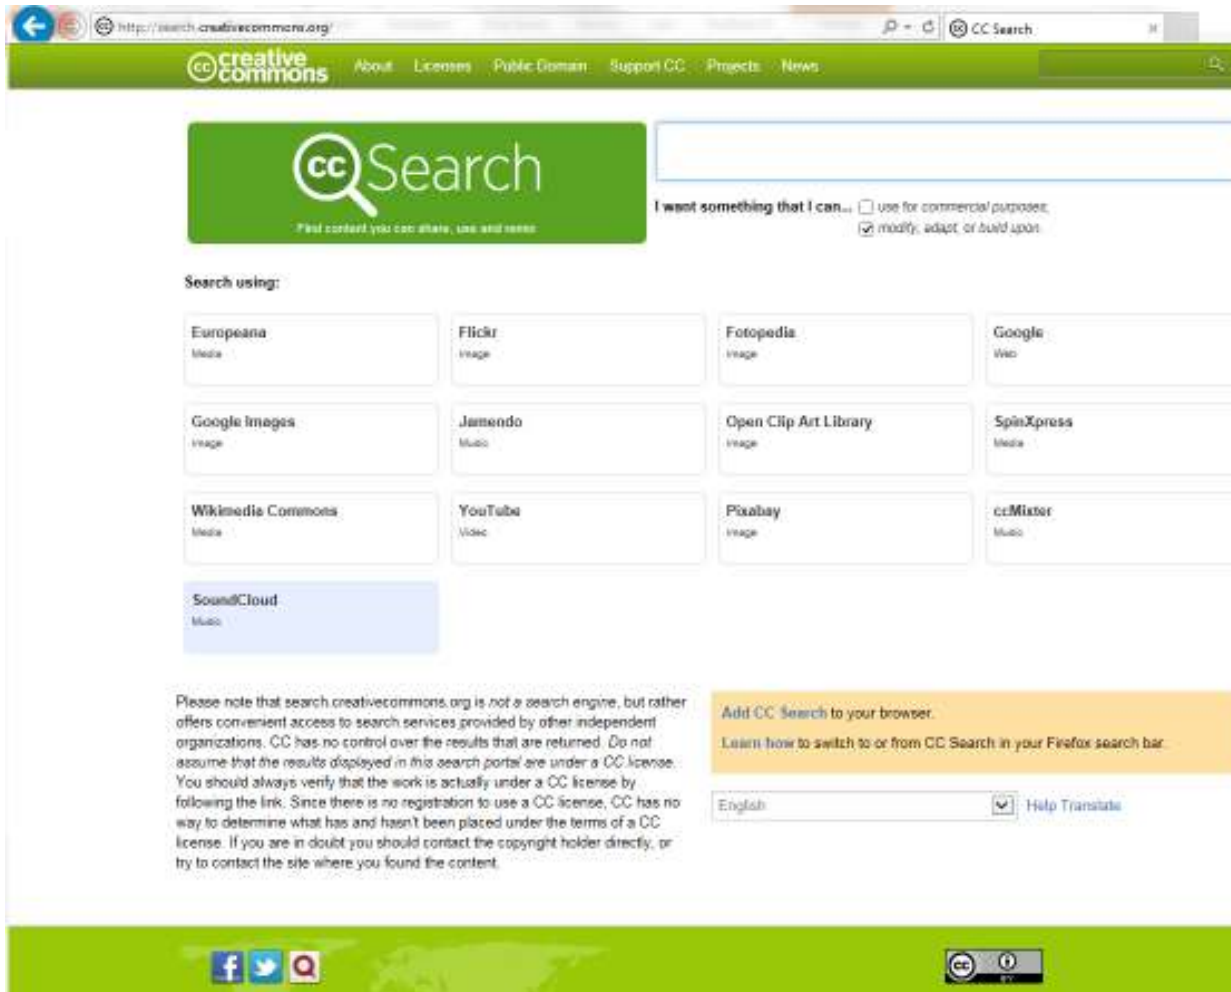 http://search.creativecommons.org/
CC Search
cc creative commons
About Licenses Public Domain Support CC Projects News
cc Search
Find content you can share, use and remix
I want something that I can... use for commercial purposes;
modify, adapt, or build upon.
Search using:
Europeana Flickr Fotopedia Google
Media Image Image Web
Google Images Jamendo Open Clip Art Library SpinXpress
Image Music Image Media
Wikimedia Commons YouTube Pixabay ccMixter
Media Video Image Music
SoundCloud
Music
Please note that search.creativecommons.org is not a search engine, but rather
offers convenient access to search services provided by other independent
organizations. CC has no control over the results that are returned. Do not
assume that the results displayed in this search portal are under a CC license.
You should always verify that the work is actually under a CC license by
following the link. Since there is no registration to use a CC license, CC has no
way to determine what has and hasn't been placed under the terms of a CC
license. If you are in doubt you should contact the copyright holder directly, or
try to contact the site where you found the content.
Add CC Search to your browser.
Learn how to switch to or from CC Search in your Firefox search bar.
English Help Translate
f Q cc BY